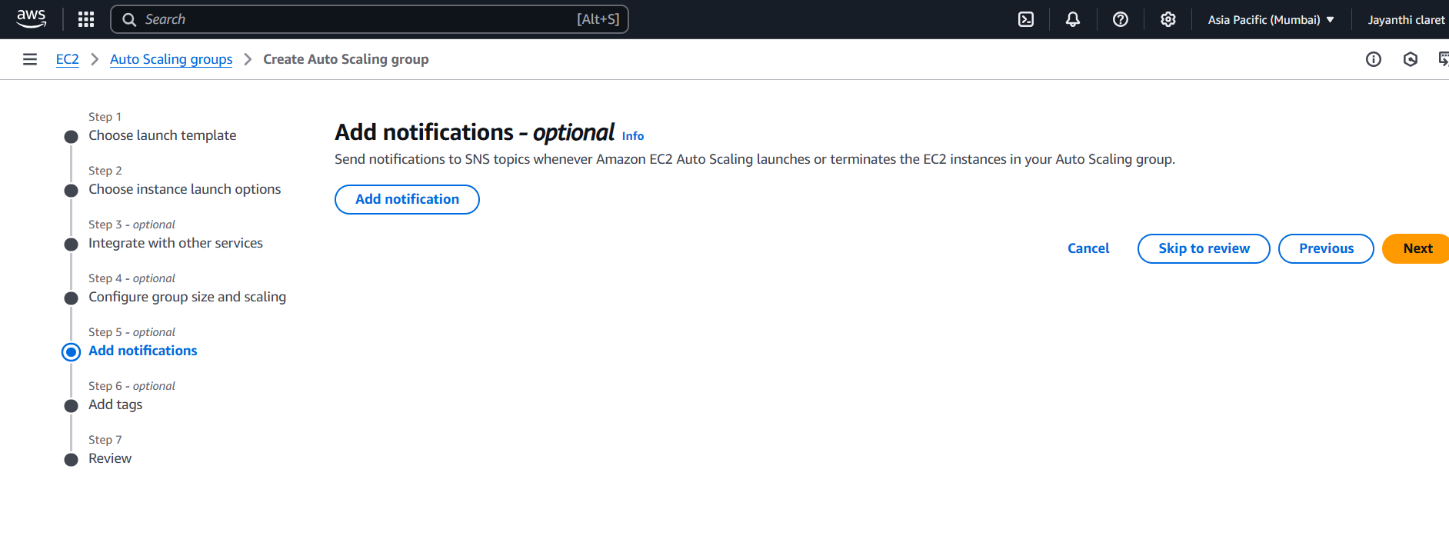 aws
Search [Alt+S] Asia Pacific (Mumbai) Jayanthi claret
EC2 Auto Scaling groups Create Auto Scaling group
Step 1
Choose launch template
Step 2
Choose instance launch options
Step 3 - optional
Integrate with other services
Step 4 - optional
Configure group size and scaling
Step 5 - optional
Add notifications
Step 6 - optional
Add tags
Step 7
Review
Add notifications - optional Info
Send notifications to SNS topics whenever Amazon EC2 Auto Scaling launches or terminates the EC2 instances in your Auto Scaling group.
Add notification
Cancel Skip to review Previous Next